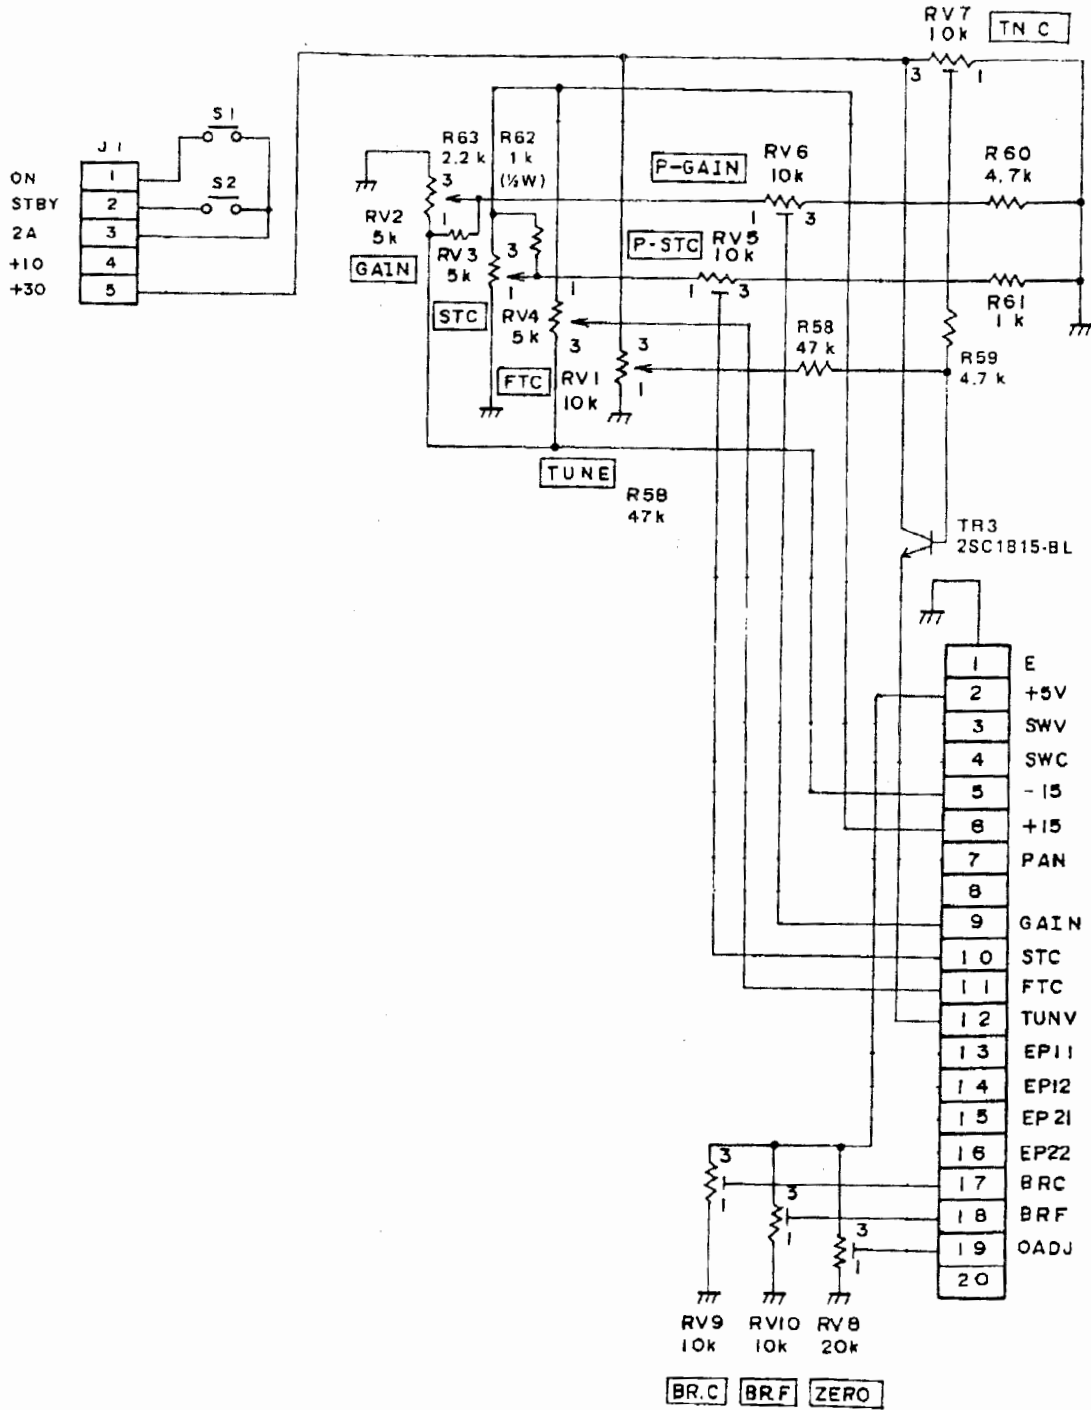 RV7
10k
TN C
3
1
S1
J1
ON
1
STBY
2
S2
2A
3
+10
4
+30
5
R63
2.2k
R62
1k
(½W)
3
1
RV2
5k
GAIN
RV3
5k
3
1
STC
P-GAIN
RV6
10k
1
3
R60
4.7k
P-STC
RV5
10k
1
3
R61
1k
1
RV4
5k
3
FTC
RV1
10k
3
1
R58
47k
R59
4.7k
TUNE
R58
47k
TR3
2SC1815-BL
1 E
2 +5V
3 SWV
4 SWC
5 -15
6 +15
7 PAN
8
9 GAIN
10 STC
11 FTC
12 TUNV
13 EP11
14 EP12
15 EP21
16 EP22
17 BRC
18 BRF
19 OADJ
20
3
1
3
1
3
1
RV9
10k
RV10
10k
RV8
20k
BR.C
BR.F
ZERO